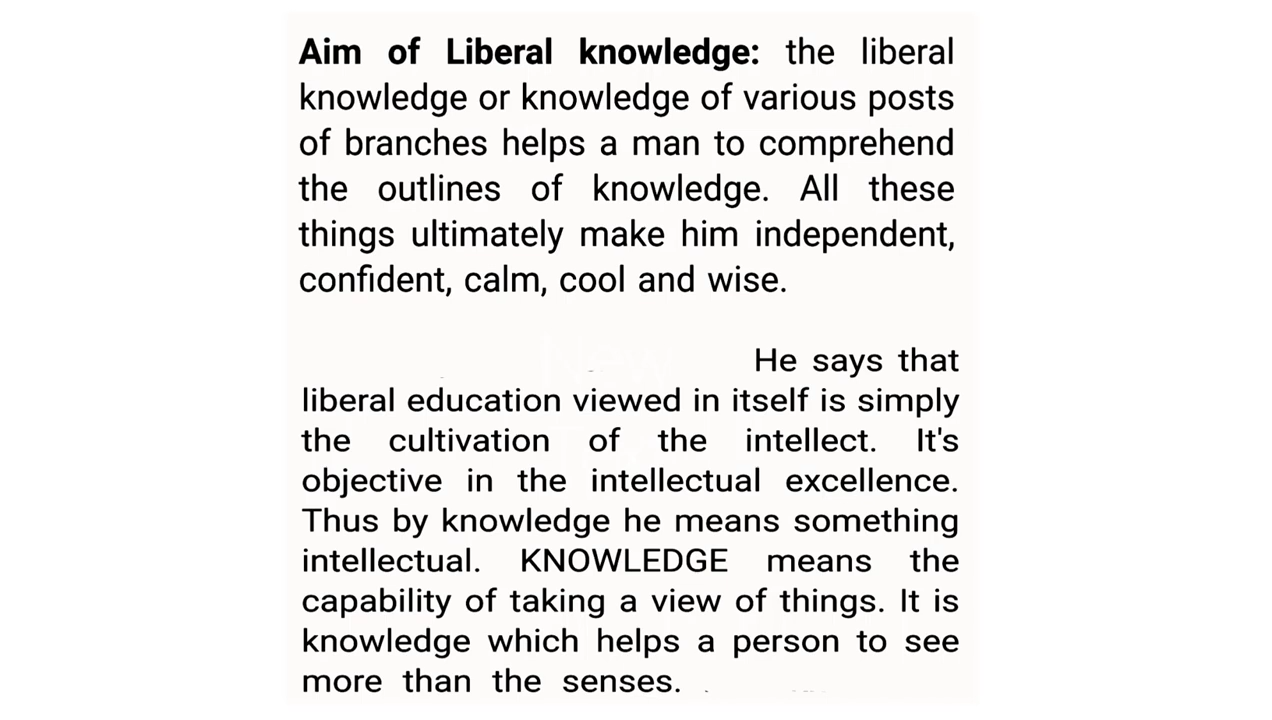 Aim of Liberal knowledge: the liberal
knowledge or knowledge of various posts
of branches helps a man to comprehend
the outlines of knowledge. All these
things ultimately make him independent,
confident, calm, cool and wise.
He says that
liberal education viewed in itself is simply
the cultivation of the intellect. It's
objective in the intellectual excellence.
Thus by knowledge he means something
intellectual. KNOWLEDGE means the
capability of taking a view of things. It is
knowledge which helps a person to see
more than the senses.